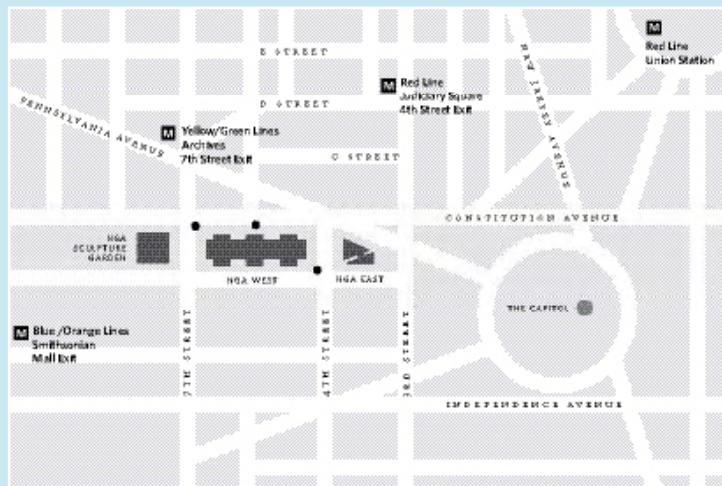 E STREET
M
Red Line
Union Station
NEW JERSEY AVENUE
M
Red Line
Judiciary Square
4th Street Exit
D STREET
PENNSYLVANIA AVENUE
M
Yellow/Green Lines
Archives
7th Street Exit
C STREET
CONSTITUTION AVENUE
NGA
SCULPTURE
GARDEN
NGA WEST
NGA EAST
THE CAPITOL
M
Blue/Orange Lines
Smithsonian
Mall Exit
7TH STREET
4TH STREET
3RD STREET
INDEPENDENCE AVENUE